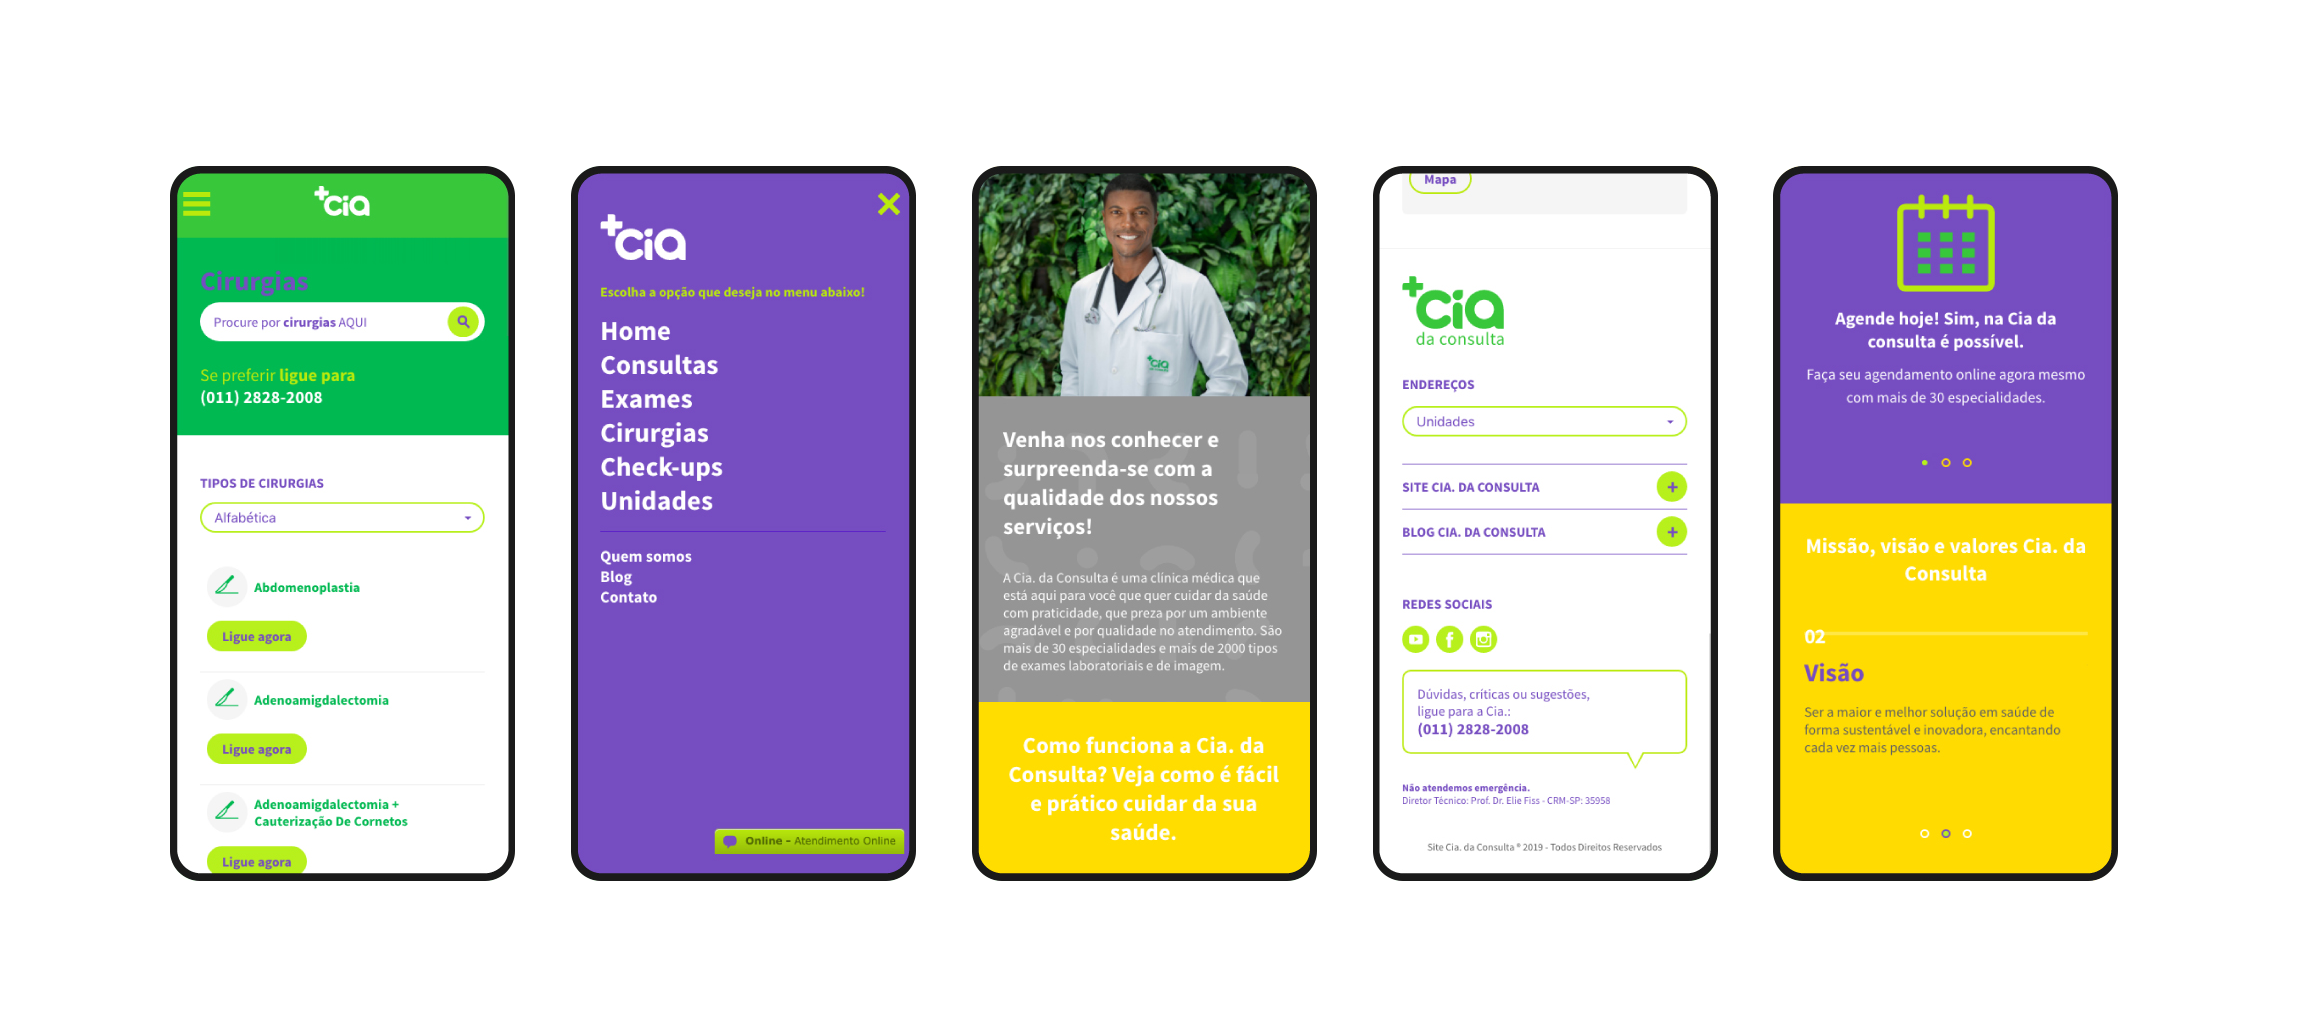 +cia
Cirurgias
Procure por cirurgias AQUI
Se preferir ligue para
(011) 2828-2008
TIPOS DE CIRURGIAS
Alfabética
Abdomenoplastia
Ligue agora
Adenoamigdalectomia
Ligue agora
Adenoamigdalectomia +
Cauterização De Cornetos
Ligue agora
+cia
Escolha a opção que deseja no menu abaixo!
Home
Consultas
Exames
Cirurgias
Check-ups
Unidades
Quem somos
Blog
Contato
Online - Atendimento Online
+cia
Venha nos conhecer e
surpreenda-se com a
qualidade dos nossos
serviços!
A Cia. da Consulta é uma clínica médica que
está aqui para você que quer cuidar da saúde
com praticidade, que preza por um ambiente
agradável e por qualidade no atendimento. São
mais de 30 especialidades e mais de 2000 tipos
de exames laboratoriais e de imagem.
Como funciona a Cia. da
Consulta? Veja como é fácil
e prático cuidar da sua
saúde.
Mapa
+cia
da consulta
ENDEREÇOS
Unidades
SITE CIA. DA CONSULTA
BLOG CIA. DA CONSULTA
REDES SOCIAIS
Dúvidas, críticas ou sugestões,
ligue para a Cia.:
(011) 2828-2008
Não atendemos emergência.
Diretor Técnico: Prof. Dr. Elie Fiss - CRM-SP: 35958
Site Cia. da Consulta ® 2019 - Todos Direitos Reservados
Agende hoje! Sim, na Cia da
consulta é possível.
Faça seu agendamento online agora mesmo
com mais de 30 especialidades.
Missão, visão e valores Cia. da
Consulta
02
Visão
Ser a maior e melhor solução em saúde de
forma sustentável e inovadora, encantando
cada vez mais pessoas.